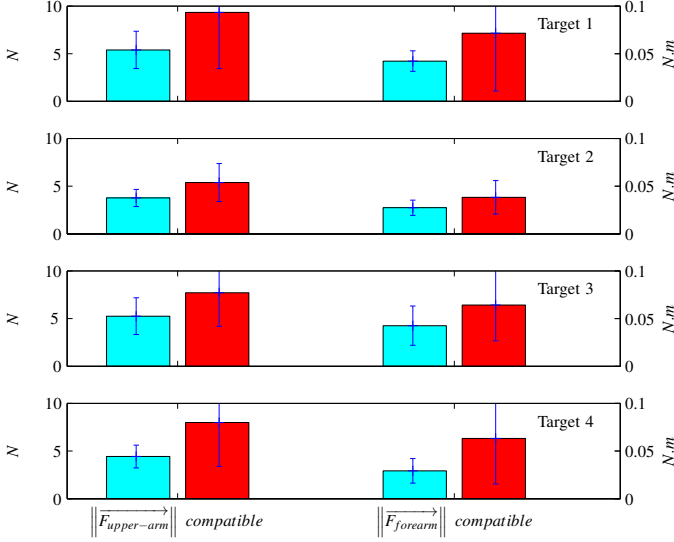 10 0.1
Target 1
N 5 0.05 N.m
0 0
10 0.1
Target 2
N 5 0.05 N.m
0 0
10 0.1
Target 3
N 5 0.05 N.m
0 0
10 0.1
Target 4
N 5 0.05 N.m
0 0
‖F⃗upper−arm‖ compatible ‖F⃗forearm‖ compatible